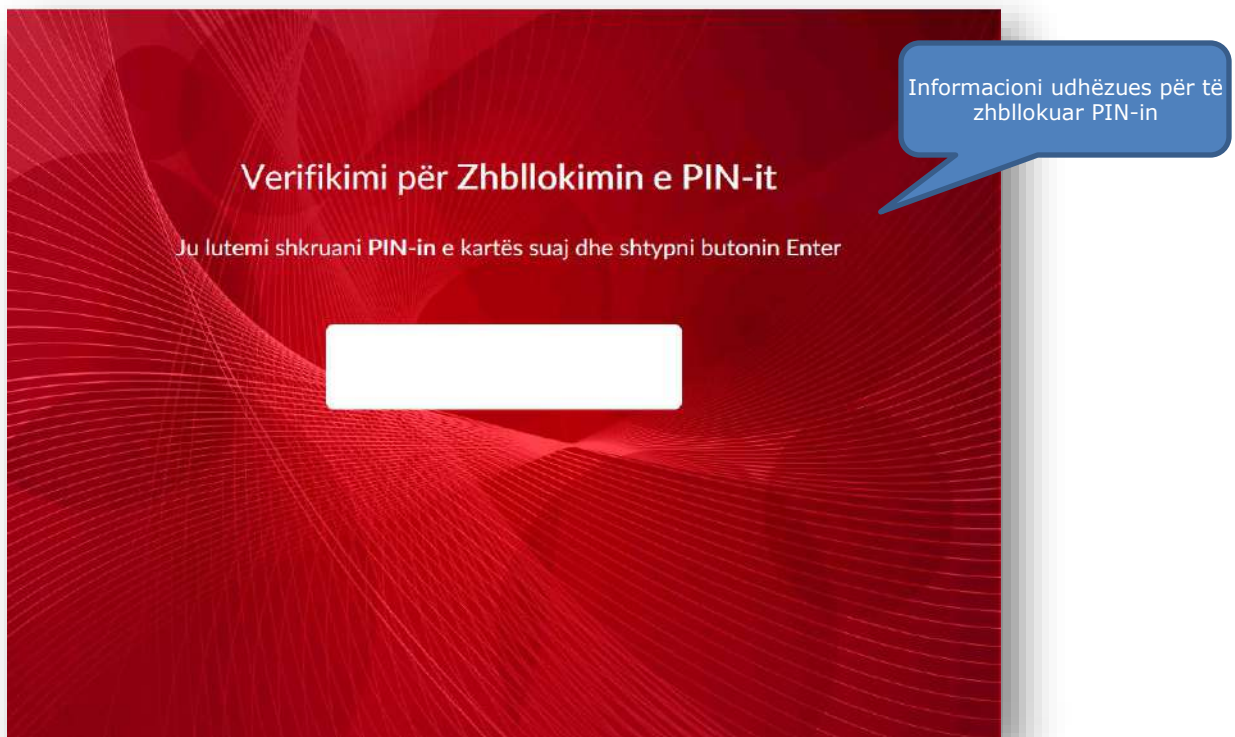 Informacioni udhëzues për të
zhbllokuar PIN-in
Verifikimi për Zhbllokimin e PIN-it
Ju lutemi shkruani PIN-in e kartës suaj dhe shtypni butonin Enter